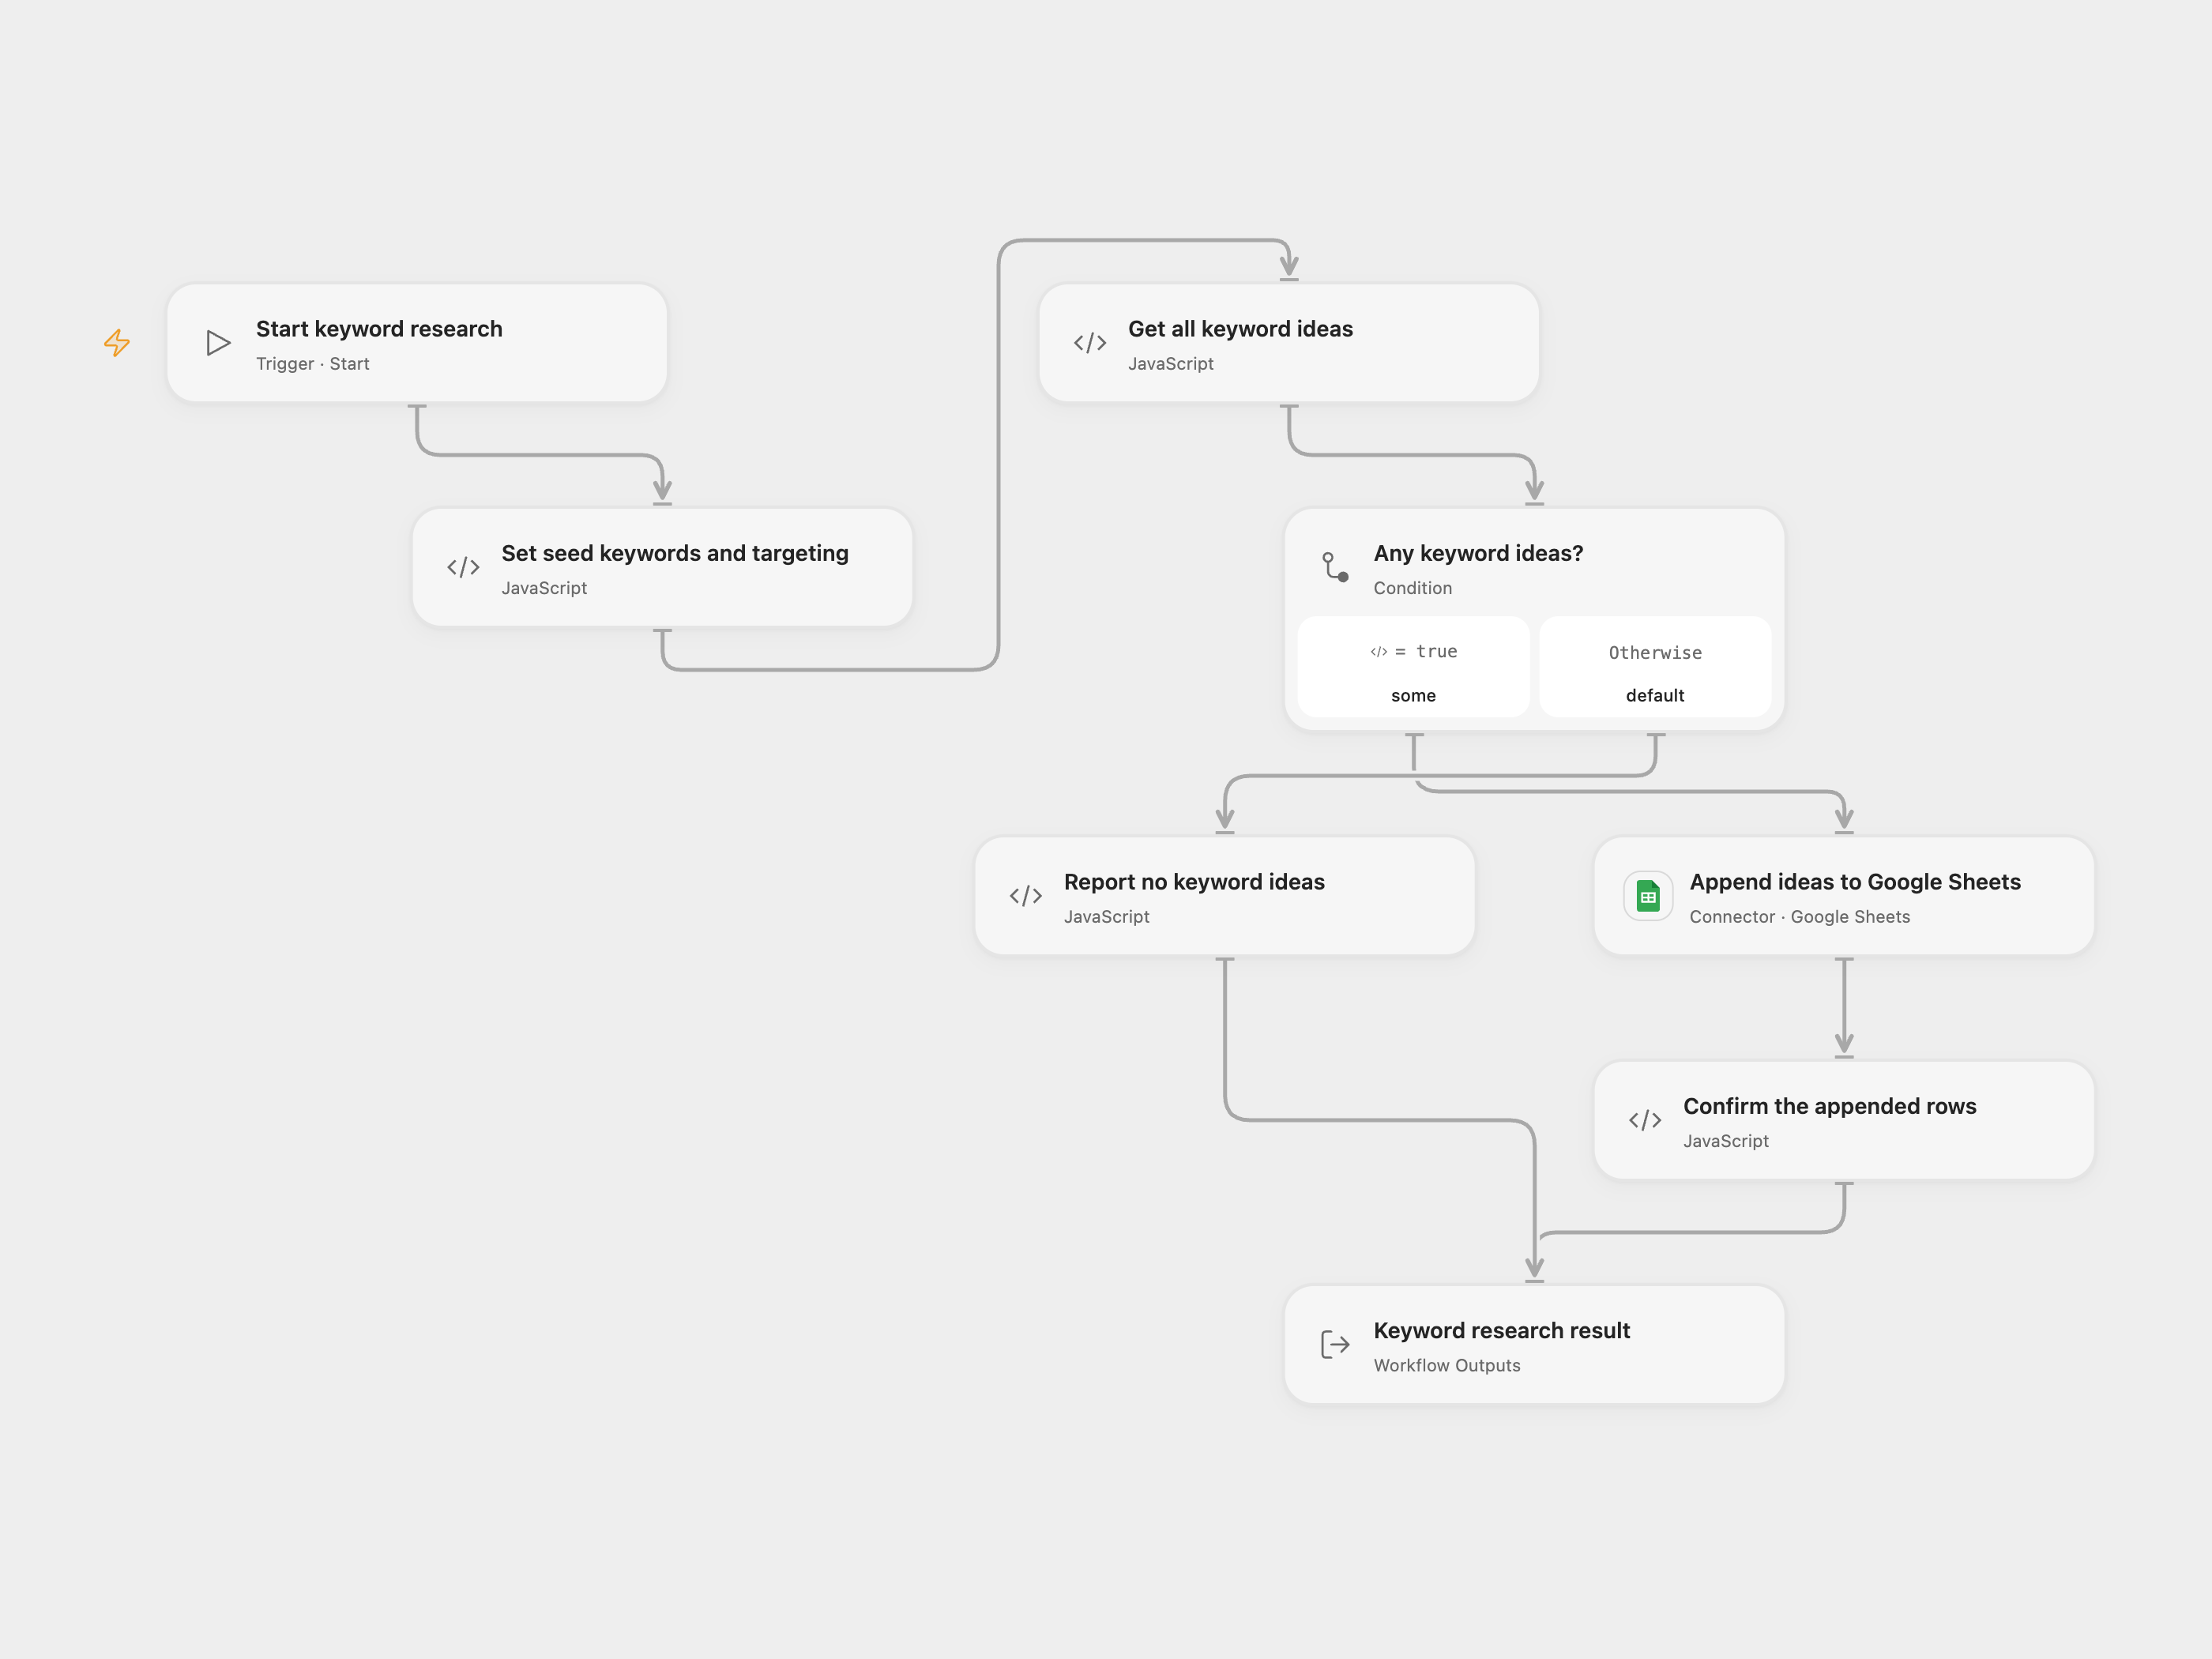 Start keyword research
Trigger · Start
Set seed keywords and targeting
JavaScript
Get all keyword ideas
JavaScript
Any keyword ideas?
Condition
</> = true
some
Otherwise
default
Report no keyword ideas
JavaScript
Append ideas to Google Sheets
Connector · Google Sheets
Confirm the appended rows
JavaScript
Keyword research result
Workflow Outputs